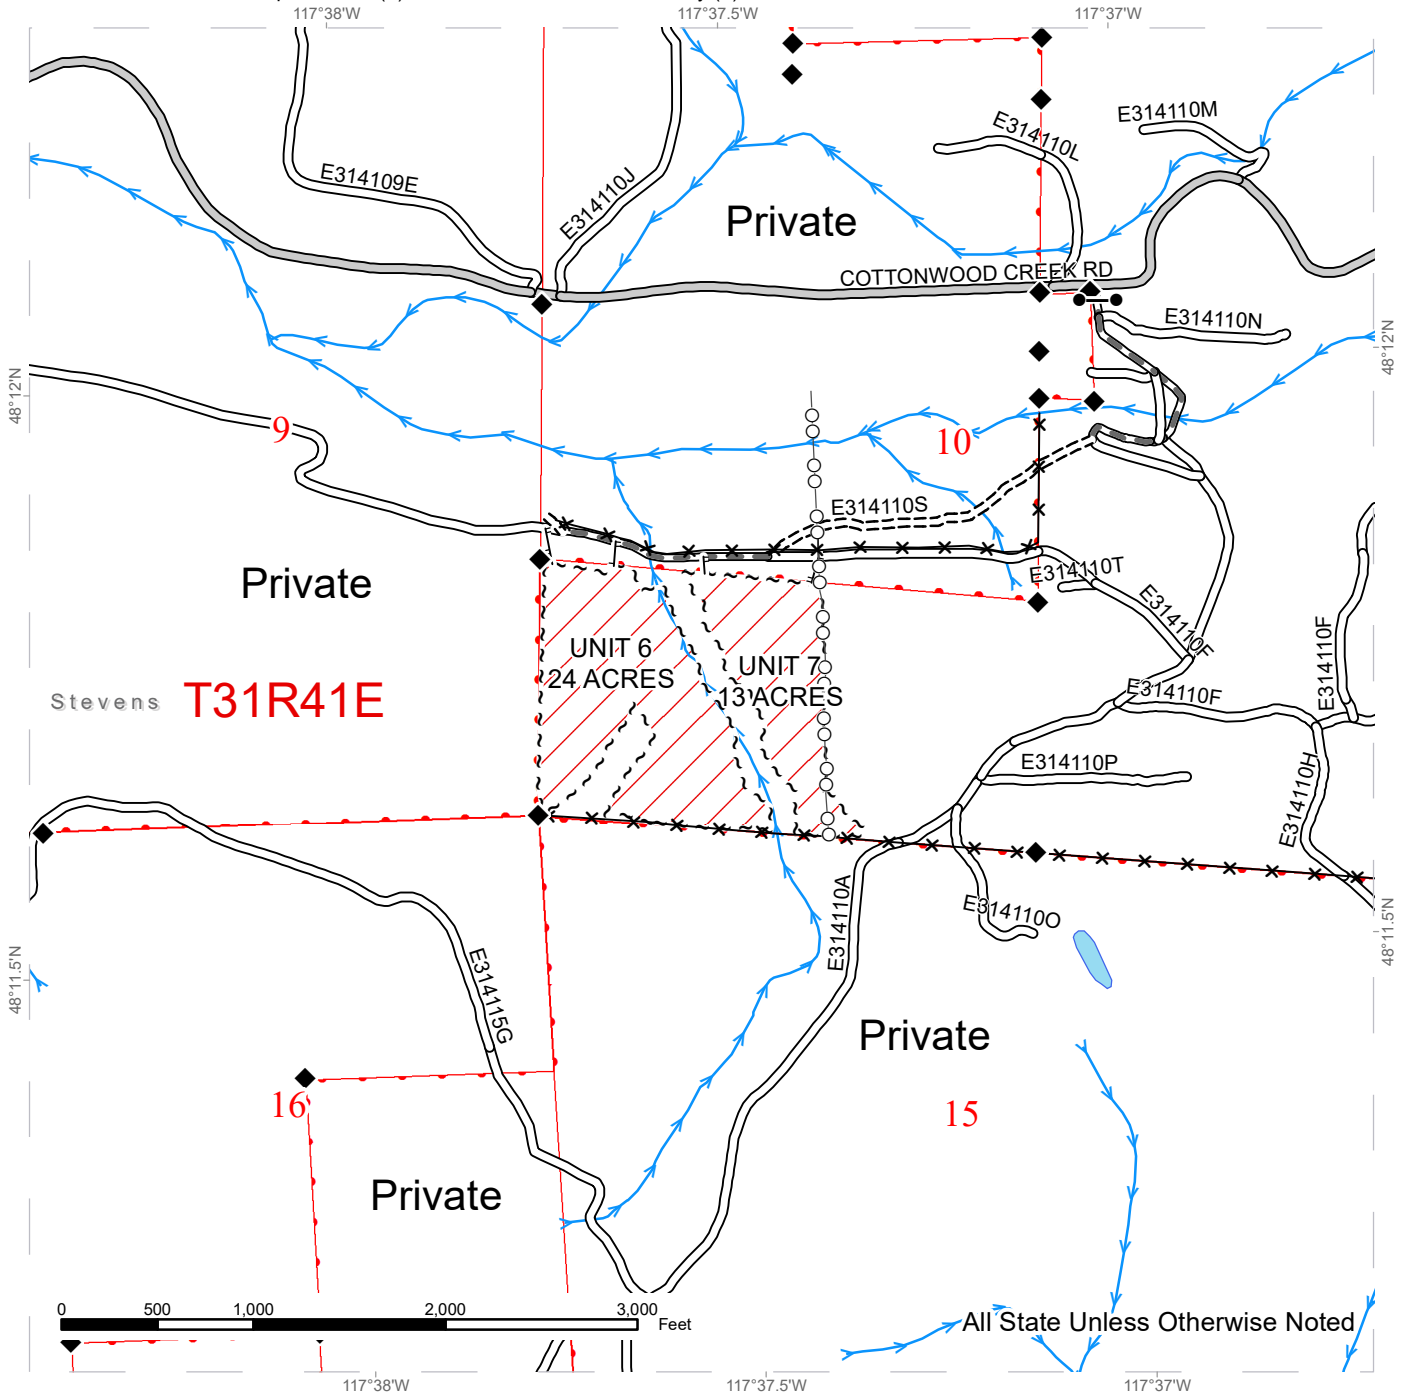 117°38'W
117°37.5'W
117°37'W
E314110M
E314110L
E314109E
E314110J
Private
COTTONWOOD CREEK RD
E314110N
48°12'N
48°12'N
9
10
E314110S
E314110T
Private
E314110F
E314110F
UNIT 6
24 ACRES
UNIT 7
13 ACRES
Stevens
T31R41E
E314110F
E314110P
E314110H
E314110A
E314110O
48°11.5'N
48°11.5'N
E314115G
Private
16
15
Private
0 500 1,000 2,000 3,000
Feet
All State Unless Otherwise Noted
117°38'W
117°37.5'W
117°37'W